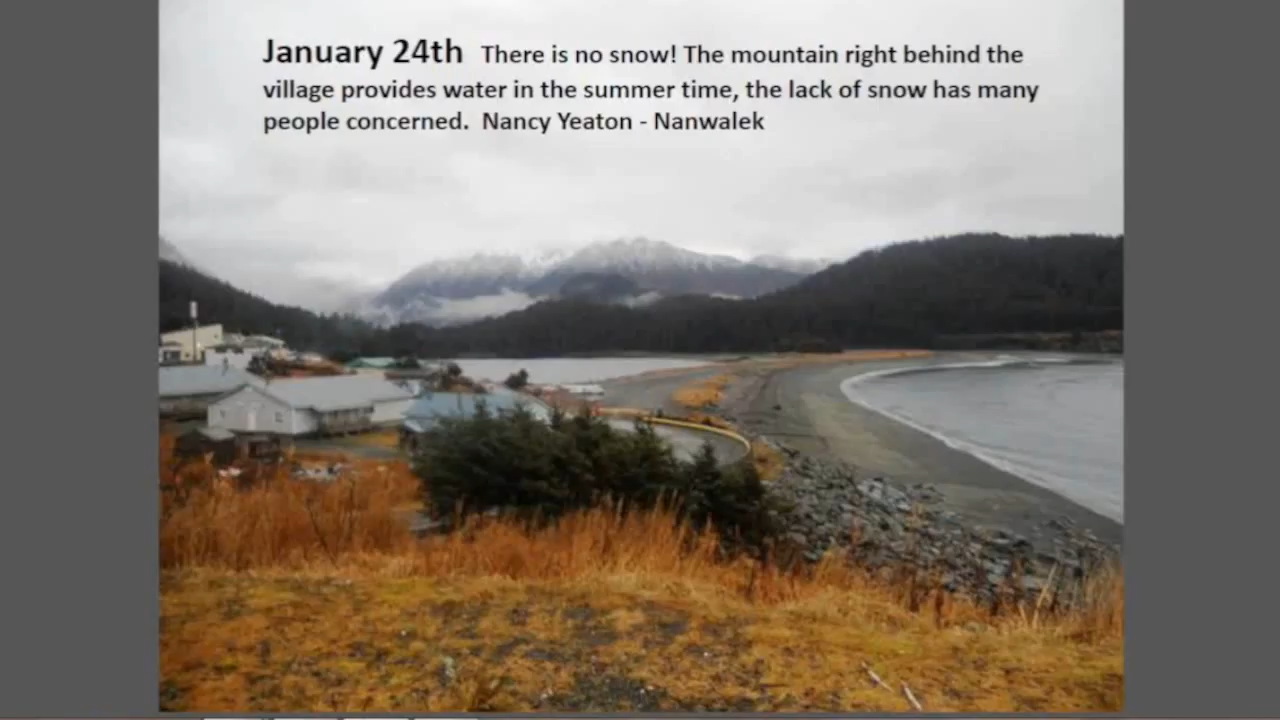 January 24th There is no snow! The mountain right behind the
village provides water in the summer time, the lack of snow has many
people concerned. Nancy Yeaton - Nanwalek